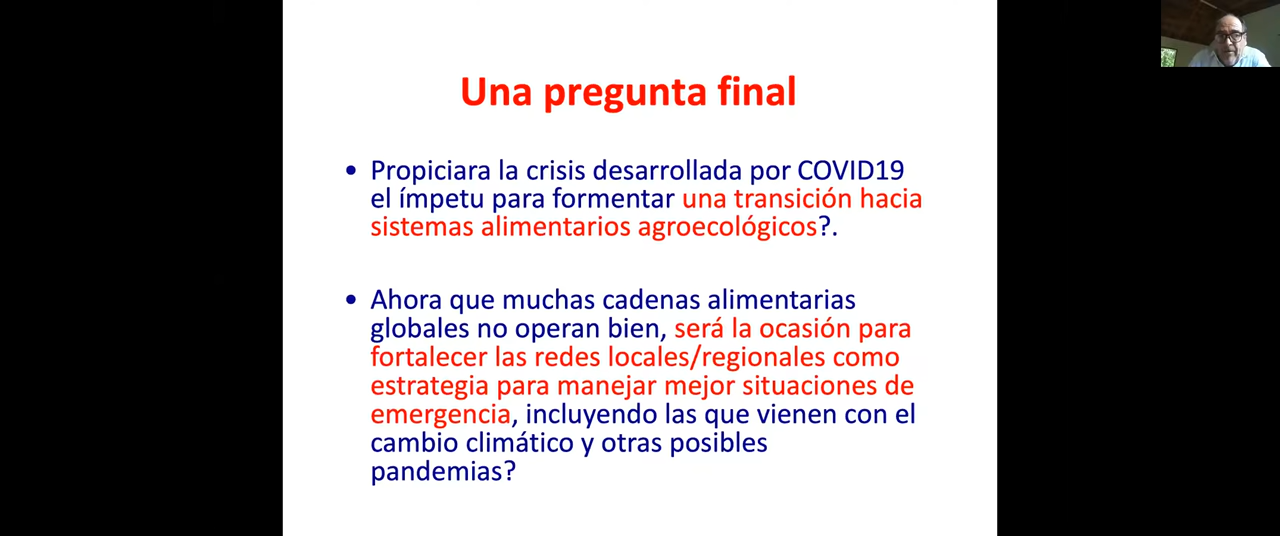 Una pregunta final
• Propiciara la crisis desarrollada por COVID19
el ímpetu para formentar una transición hacia
sistemas alimentarios agroecológicos?.
• Ahora que muchas cadenas alimentarias
globales no operan bien, será la ocasión para
fortalecer las redes locales/regionales como
estrategia para manejar mejor situaciones de
emergencia, incluyendo las que vienen con el
cambio climático y otras posibles
pandemias?